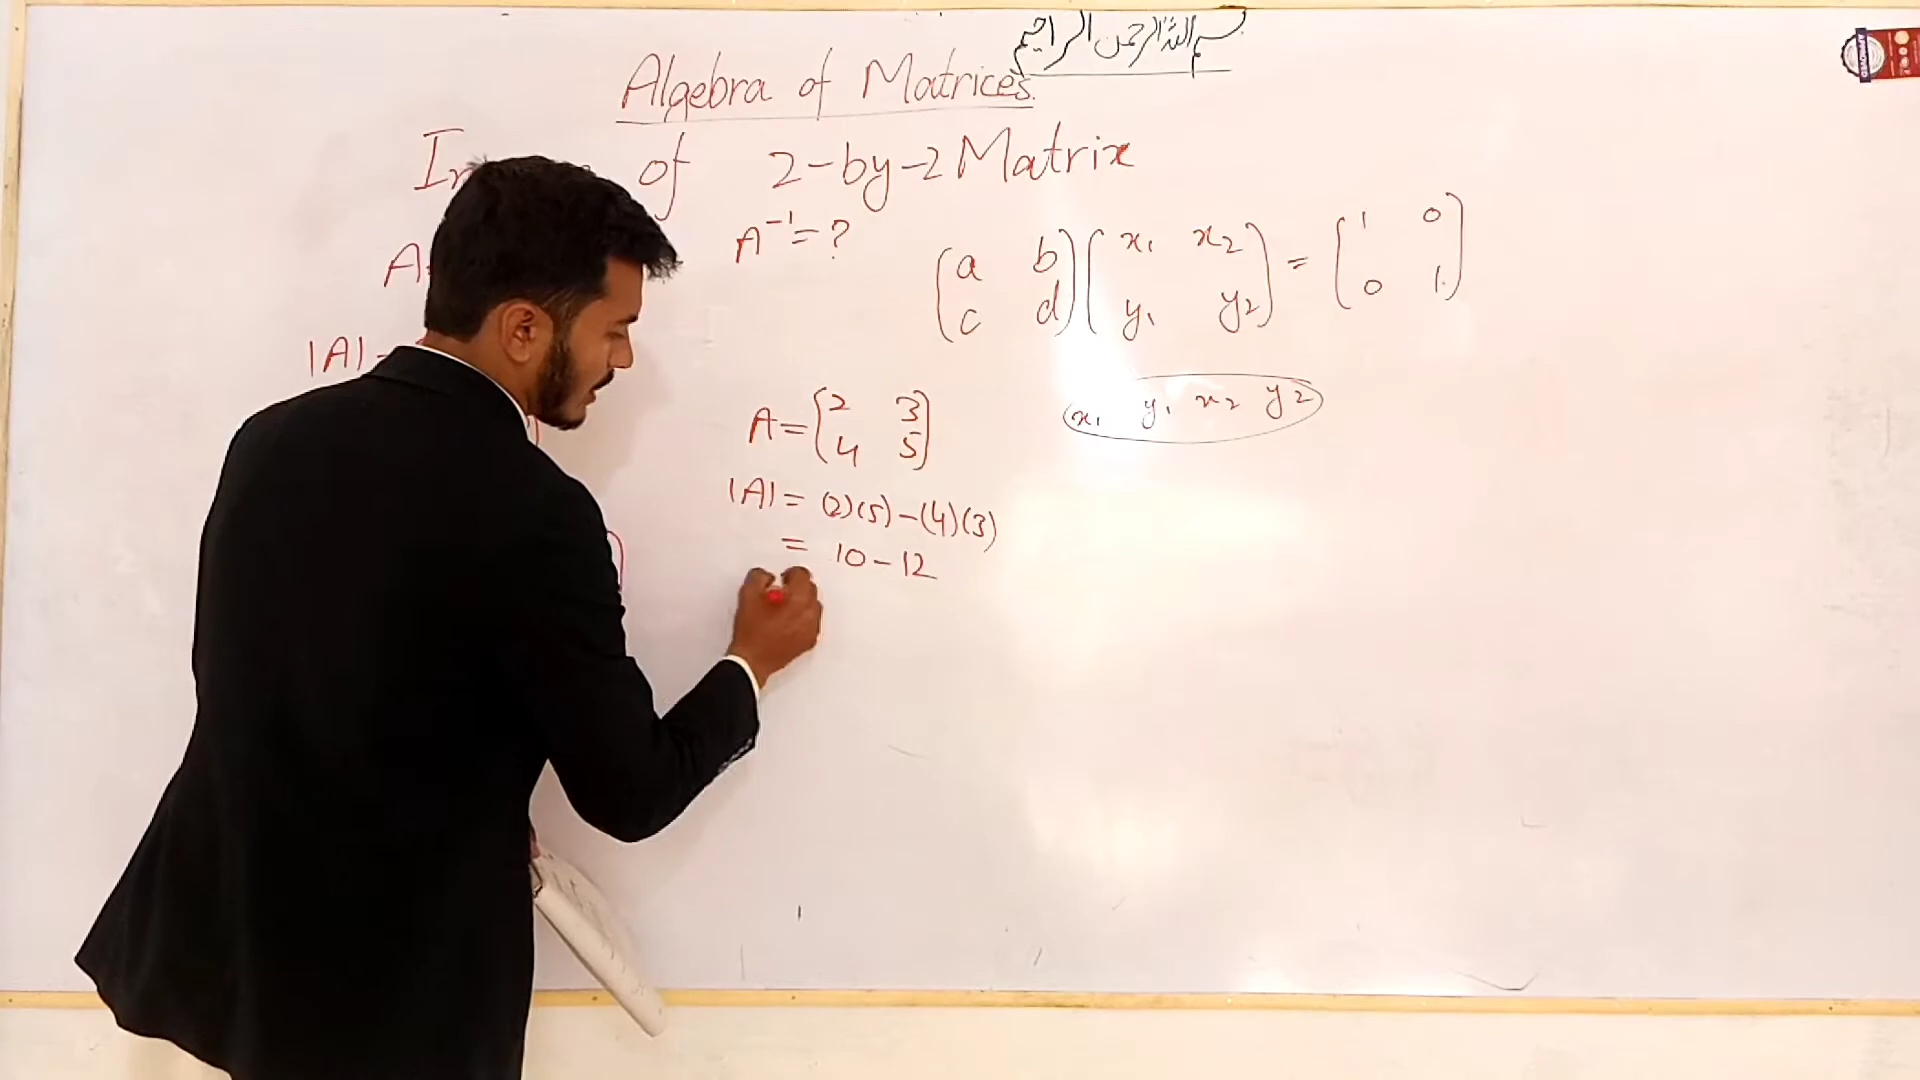 بسم الله الرحمن الرحيم
Algebra of Matrices.
of 2-by-2 Matrix
A^-1 = ?
[a b
c d] [x₁ x₂
y₁ y₂] = [1 0
0 1]
|A| =
A = [2 3
4 5]
x₁ y₁ x₂ y₂
|A| = (2)(5) - (4)(3)
= 10 - 12